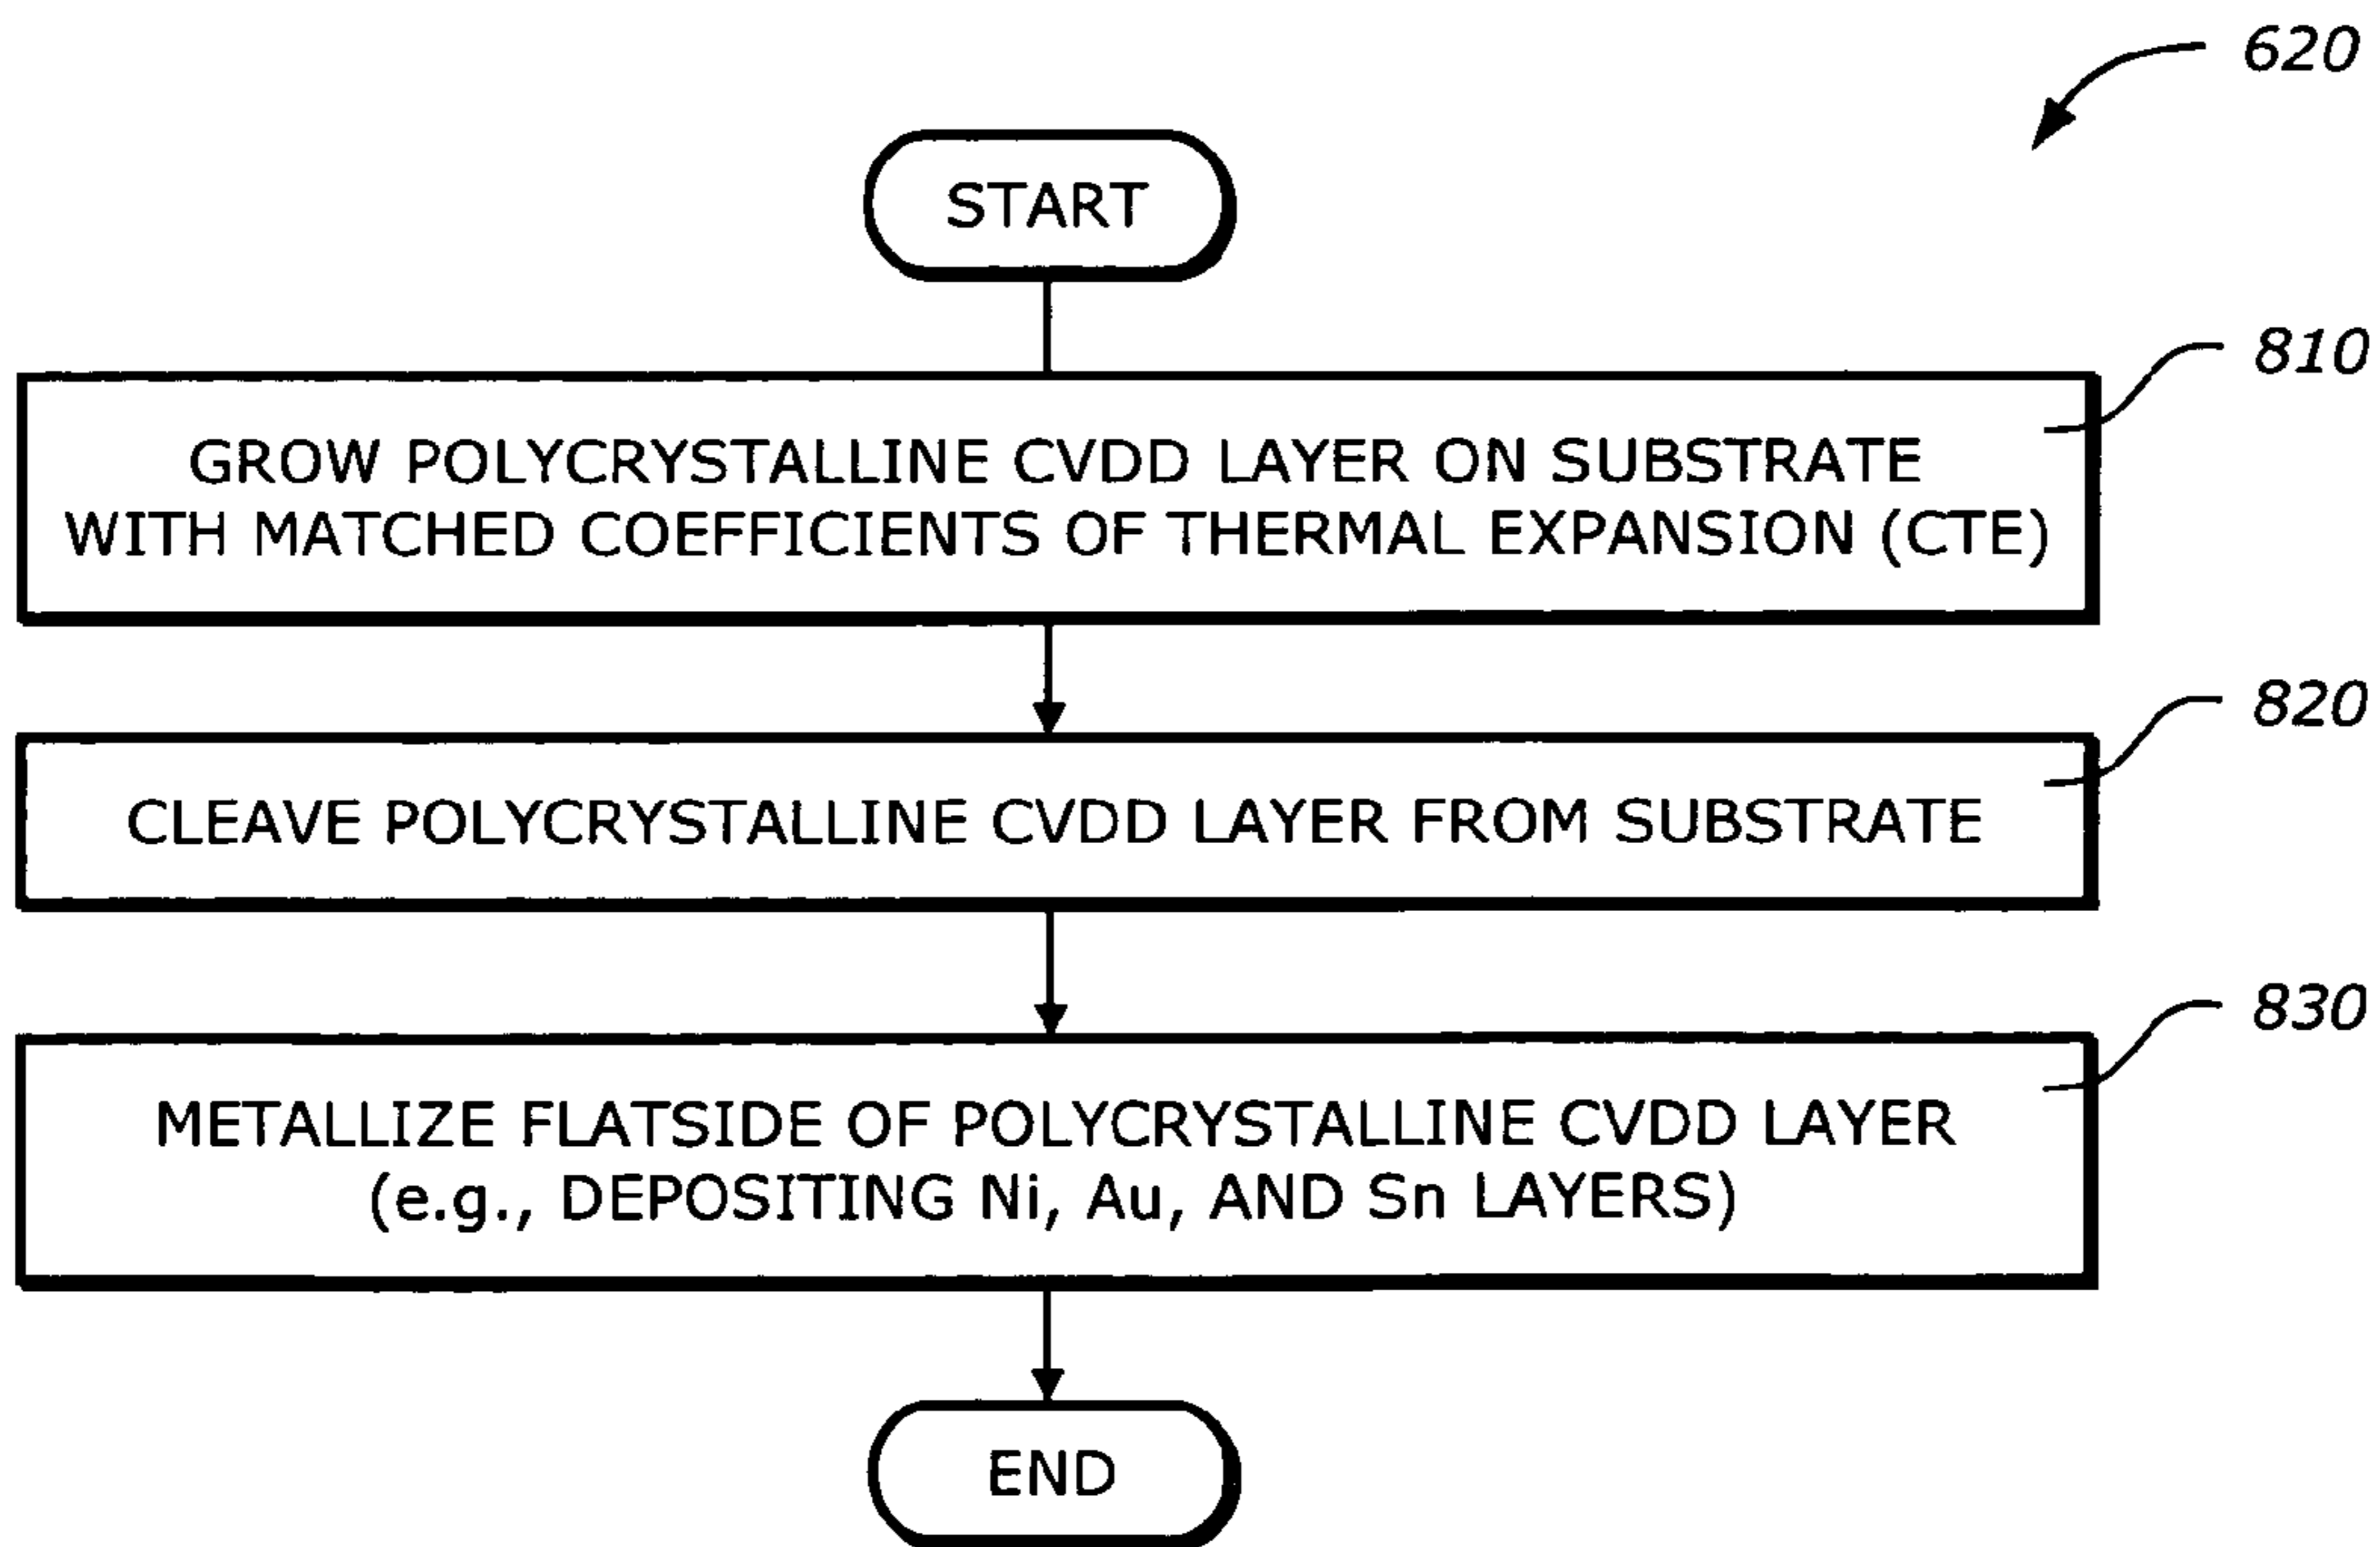 620
START
810
GROW POLYCRYSTALLINE CVDD LAYER ON SUBSTRATE
WITH MATCHED COEFFICIENTS OF THERMAL EXPANSION (CTE)
820
CLEAVE POLYCRYSTALLINE CVDD LAYER FROM SUBSTRATE
830
METALLIZE FLATSIDE OF POLYCRYSTALLINE CVDD LAYER
(e.g., DEPOSITING Ni, Au, AND Sn LAYERS)
END